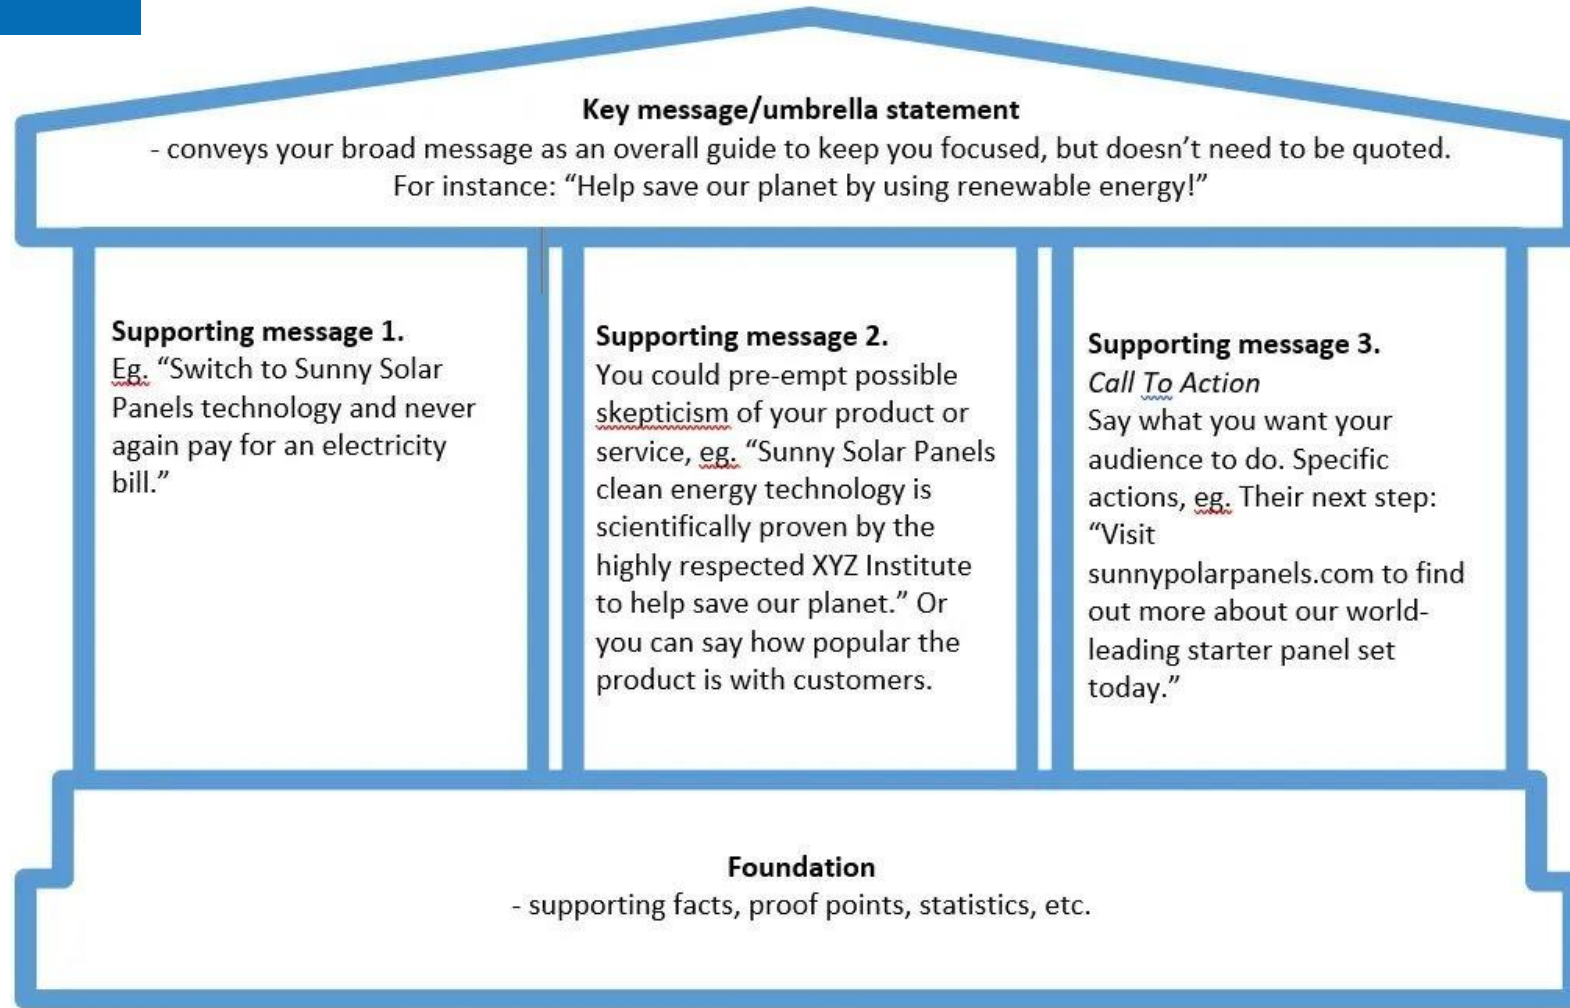 Key message/umbrella statement
- conveys your broad message as an overall guide to keep you focused, but doesn’t need to be quoted.
For instance: “Help save our planet by using renewable energy!”
Supporting message 1.
Eg. “Switch to Sunny Solar
Panels technology and never
again pay for an electricity
bill.”
Supporting message 2.
You could pre-empt possible
skepticism of your product or
service, eg. “Sunny Solar Panels
clean energy technology is
scientifically proven by the
highly respected XYZ Institute
to help save our planet.” Or
you can say how popular the
product is with customers.
Supporting message 3.
Call To Action
Say what you want your
audience to do. Specific
actions, eg. Their next step:
“Visit
sunnypolarpanels.com to find
out more about our world-
leading starter panel set
today.”
Foundation
- supporting facts, proof points, statistics, etc.